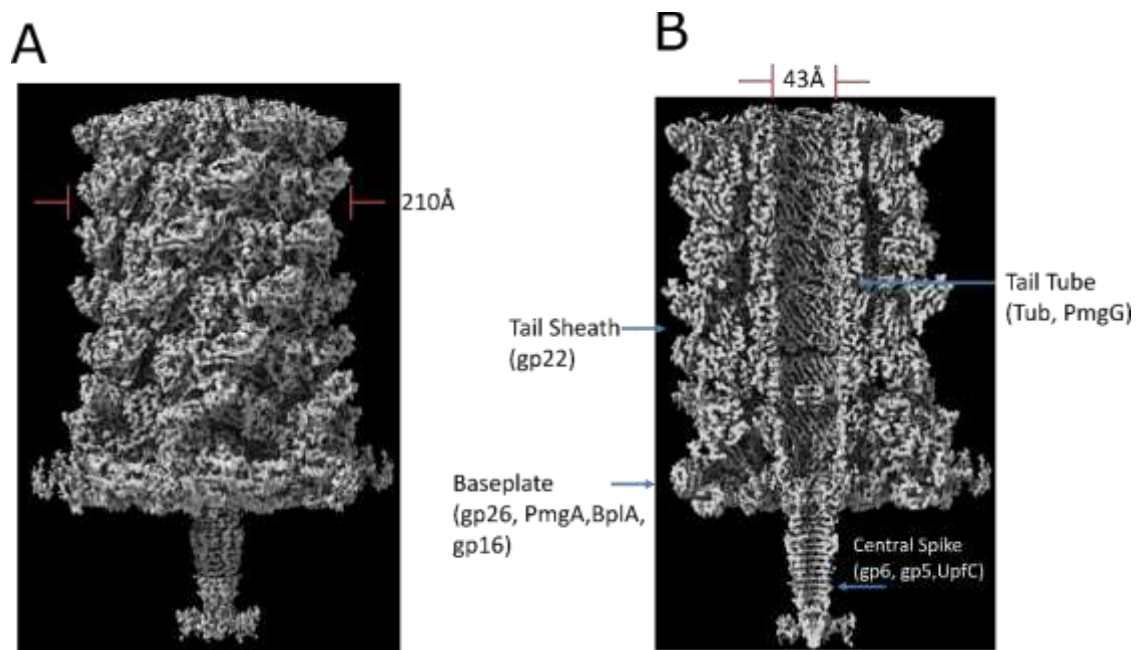 A
B
43Å
210Å
Tail Tube
(Tub, PmgG)
Tail Sheath
(gp22)
Baseplate
(gp26, PmgA,BplA,
gp16)
Central Spike
(gp6, gp5,UpfC)